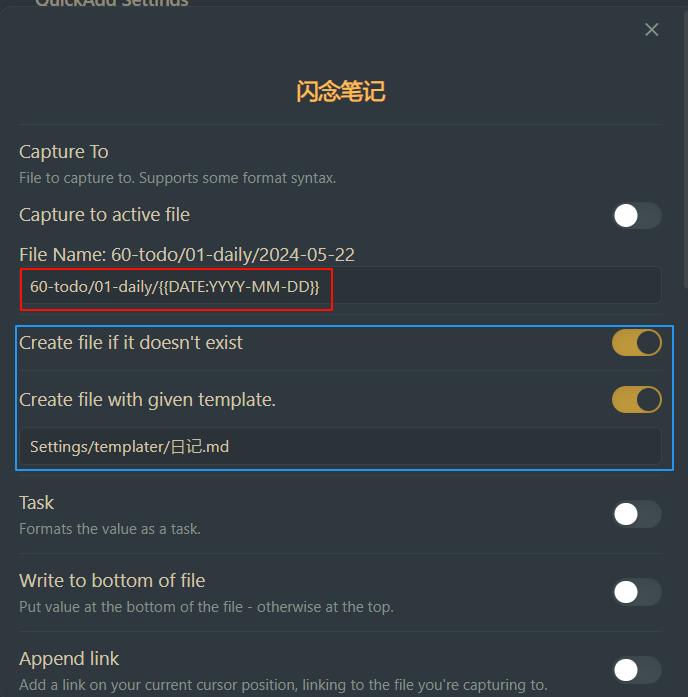 QuickAdd Settings
闪念笔记
Capture To
File to capture to. Supports some format syntax.
Capture to active file
File Name: 60-todo/01-daily/2024-05-22
60-todo/01-daily/{{DATE:YYYY-MM-DD}}
Create file if it doesn't exist
Create file with given template.
Settings/templater/日记.md
Task
Formats the value as a task.
Write to bottom of file
Put value at the bottom of the file - otherwise at the top.
Append link
Add a link on your current cursor position, linking to the file you're capturing to.